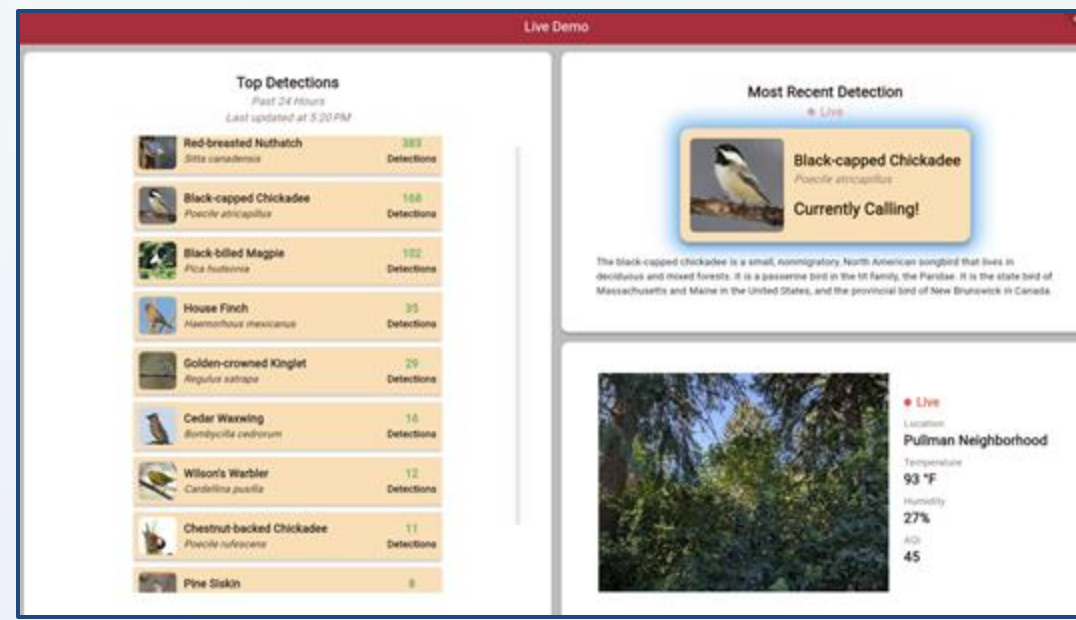 Live Demo
Top Detections
Past 24 Hours
Last updated at 5:20 PM
Red-breasted Nuthatch
383
Sitta canadensis
Detections
Black-capped Chickadee
168
Poecile atricapillus
Detections
Black-billed Magpie
102
Pica hudsonia
Detections
House Finch
35
Haemorhous mexicanus
Detections
Golden-crowned Kinglet
29
Regulus satrapa
Detections
Cedar Waxwing
16
Bombycilla cedrorum
Detections
Wilson's Warbler
12
Cardellina pusilla
Detections
Chestnut-backed Chickadee
11
Poecile rufescens
Detections
Pine Siskin
8
Most Recent Detection
Live
Black-capped Chickadee
Poecile atricapillus
Currently Calling!
The black-capped chickadee is a small, nonmigratory, North American songbird that lives in
deciduous and mixed forests. It is a passerine bird in the tit family, the Paridae. It is the state bird of
Massachusetts and Maine in the United States, and the provincial bird of New Brunswick in Canada.
Live
Location
Pullman Neighborhood
Temperature
93 °F
Humidity
27%
AQI
45